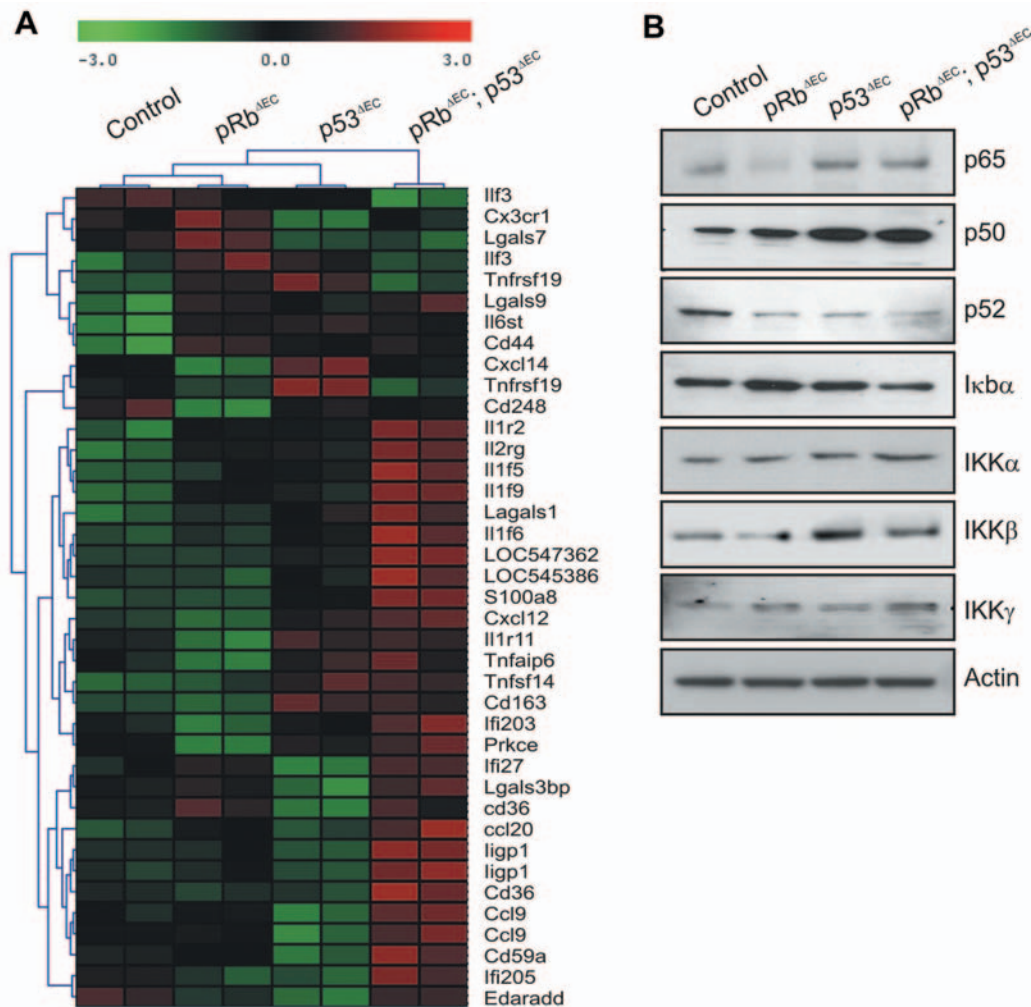 A
-3.0 0.0 3.0
Control pRb^ΔEC p53^ΔEC pRb^ΔEC; p53^ΔEC
Ilf3
Cx3cr1
Lgals7
Ilf3
Tnfrsf19
Lgals9
Il6st
Cd44
Cxcl14
Tnfrsf19
Cd248
Il1r2
Il2rg
Il1f5
Il1f9
Lagals1
Il1f6
LOC547362
LOC545386
S100a8
Cxcl12
Il1r11
Tnfaip6
Tnfsf14
Cd163
Ifi203
Prkce
Ifi27
Lgals3bp
cd36
ccl20
Iigp1
Iigp1
Cd36
Ccl9
Ccl9
Cd59a
Ifi205
Edaradd
B
Control pRb^ΔEC p53^ΔEC pRb^ΔEC; p53^ΔEC
p65
p50
p52
Iκbα
IKKα
IKKβ
IKKγ
Actin